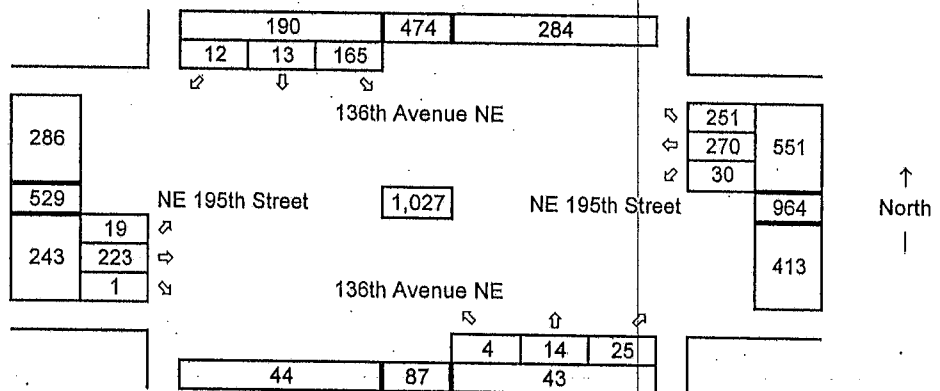 190 474 284
12 13 165
136th Avenue NE
286
251
270 551
30
529 NE 195th Street 1,027 NE 195th Street 964 North
19
243 223 413
1
136th Avenue NE
4 14 25
44 87 43